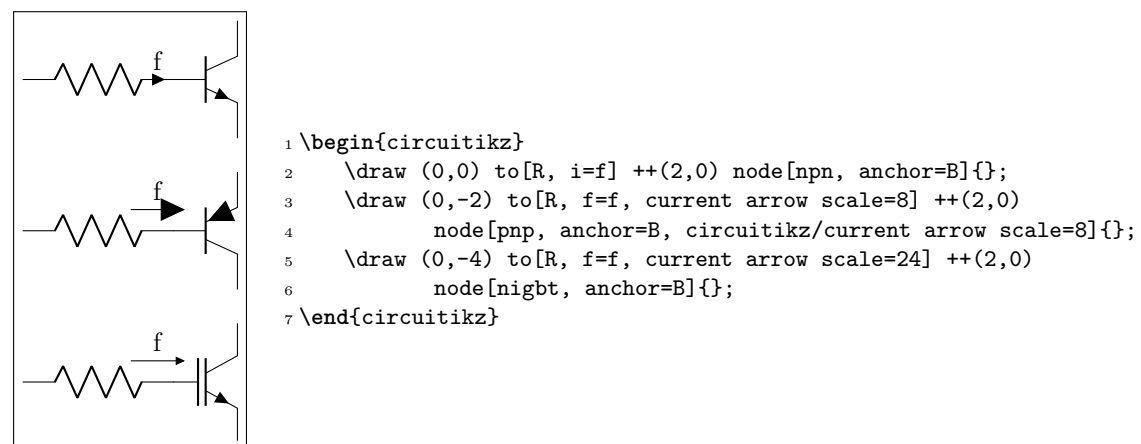 f
f
f
1 \begin{circuitikz}
2 \draw (0,0) to[R, i=f] ++(2,0) node[npn, anchor=B]{};
3 \draw (0,-2) to[R, f=f, current arrow scale=8] ++(2,0)
4 node[pnp, anchor=B, circuitikz/current arrow scale=8]{};
5 \draw (0,-4) to[R, f=f, current arrow scale=24] ++(2,0)
6 node[nigbt, anchor=B]{};
7 \end{circuitikz}